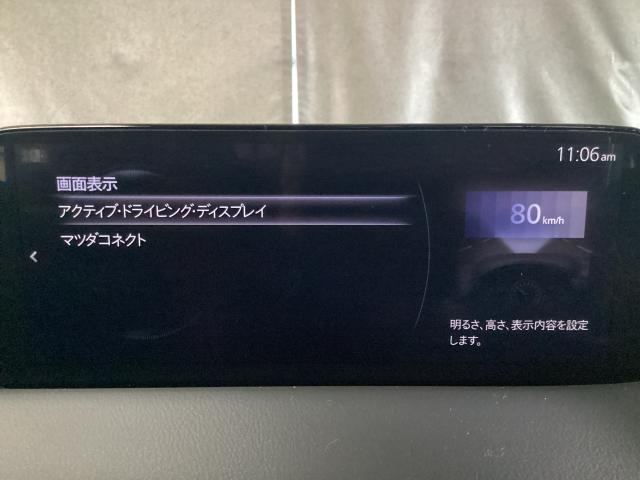 11:06am
画面表示
アクティブ・ドライビング・ディスプレイ
80 km/h
マツダコネクト
明るさ、高さ、表示内容を設定
します。